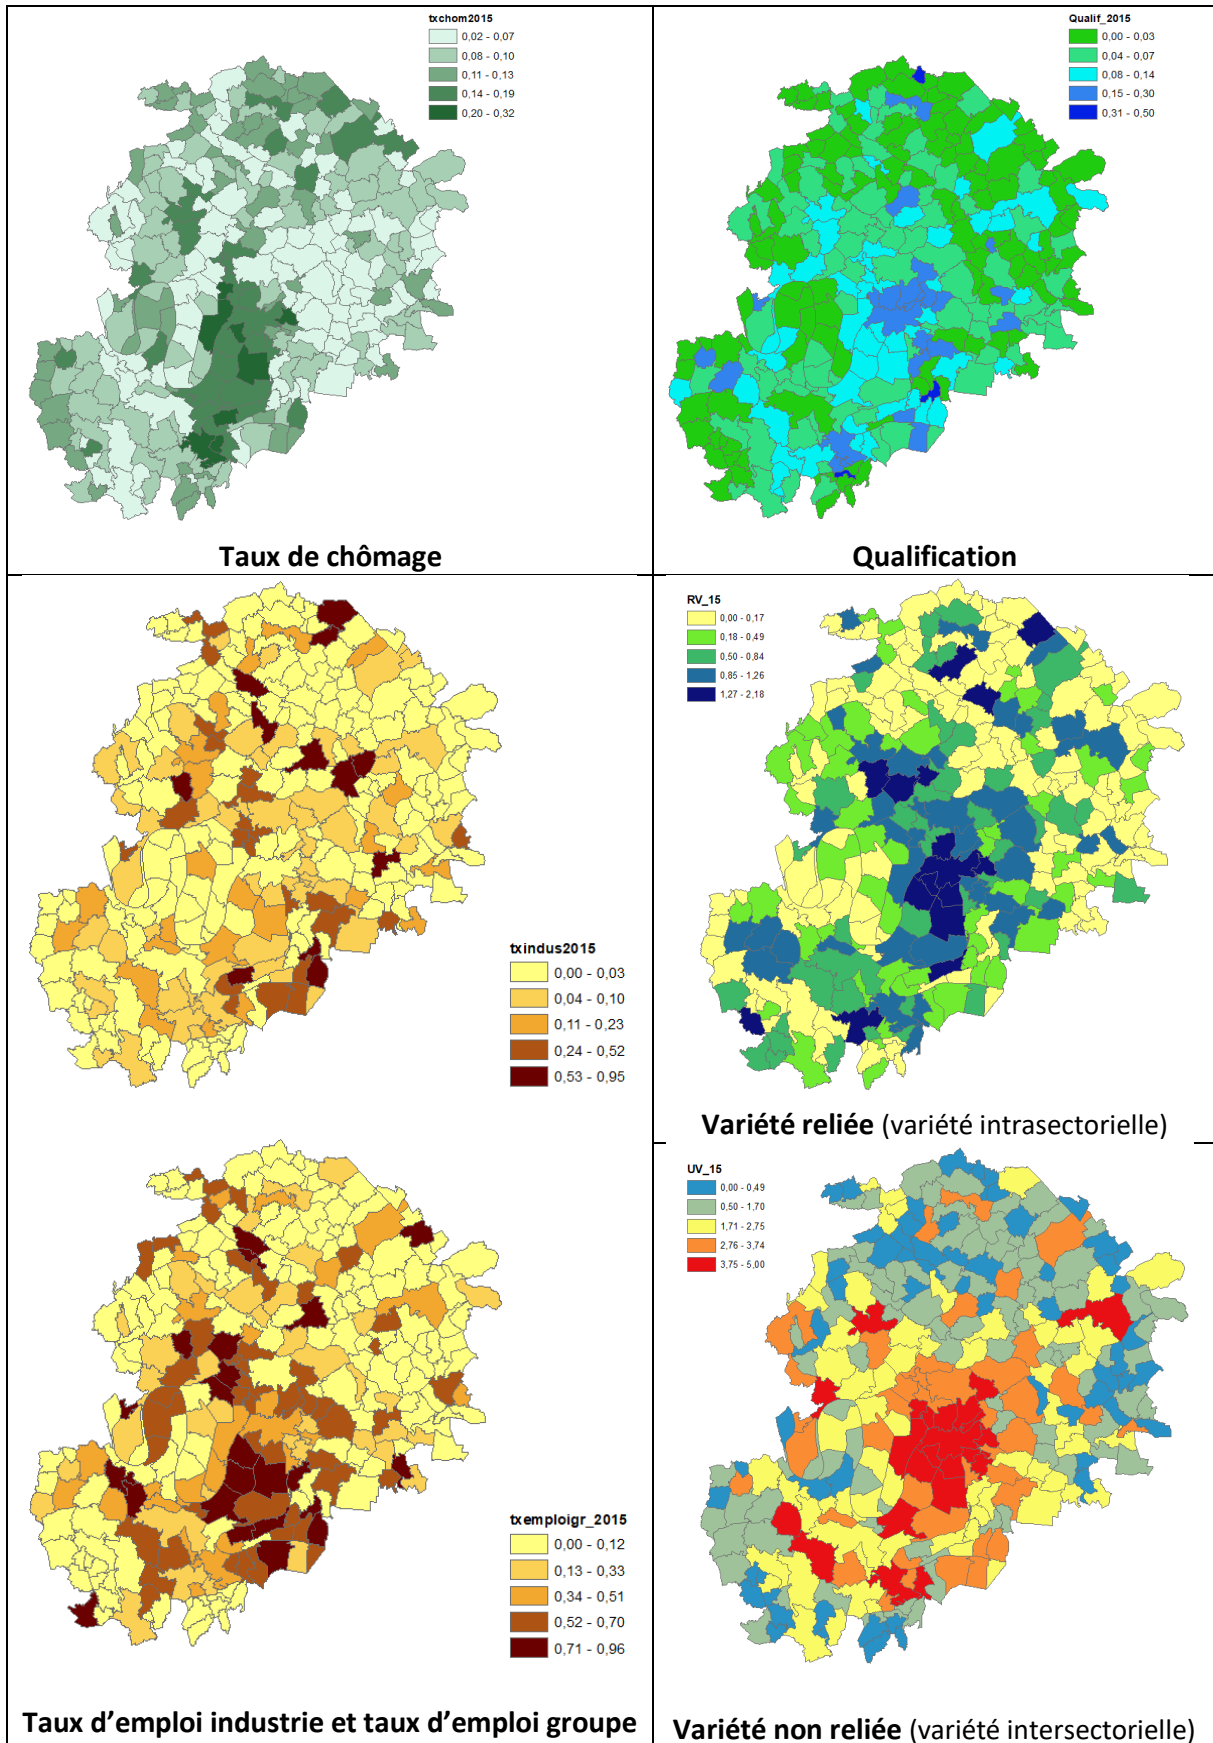 txchom2015
0,02 - 0,07
0,08 - 0,10
0,11 - 0,13
0,14 - 0,19
0,20 - 0,32
Taux de chômage
Qualif_2015
0,00 - 0,03
0,04 - 0,07
0,08 - 0,14
0,15 - 0,30
0,31 - 0,50
Qualification
txindus2015
0,00 - 0,03
0,04 - 0,10
0,11 - 0,23
0,24 - 0,52
0,53 - 0,95
RV_15
0,00 - 0,17
0,18 - 0,49
0,50 - 0,84
0,85 - 1,26
1,27 - 2,18
Variété reliée (variété intrasectorielle)
txemploigr_2015
0,00 - 0,12
0,13 - 0,33
0,34 - 0,51
0,52 - 0,70
0,71 - 0,96
Taux d'emploi industrie et taux d'emploi groupe
UV_15
0,00 - 0,49
0,50 - 1,70
1,71 - 2,75
2,76 - 3,74
3,75 - 5,00
Variété non reliée (variété intersectorielle)